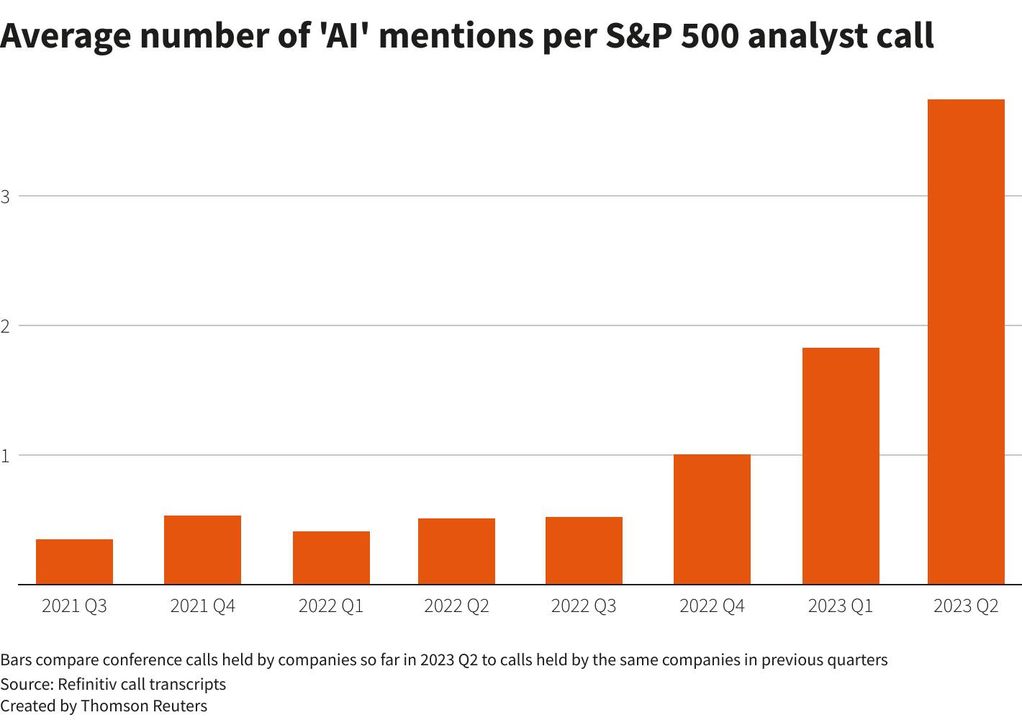 Average number of 'AI' mentions per S&P 500 analyst call
3
2
1
2021 Q3 2021 Q4 2022 Q1 2022 Q2 2022 Q3 2022 Q4 2023 Q1 2023 Q2
Bars compare conference calls held by companies so far in 2023 Q2 to calls held by the same companies in previous quarters
Source: Refinitiv call transcripts
Created by Thomson Reuters